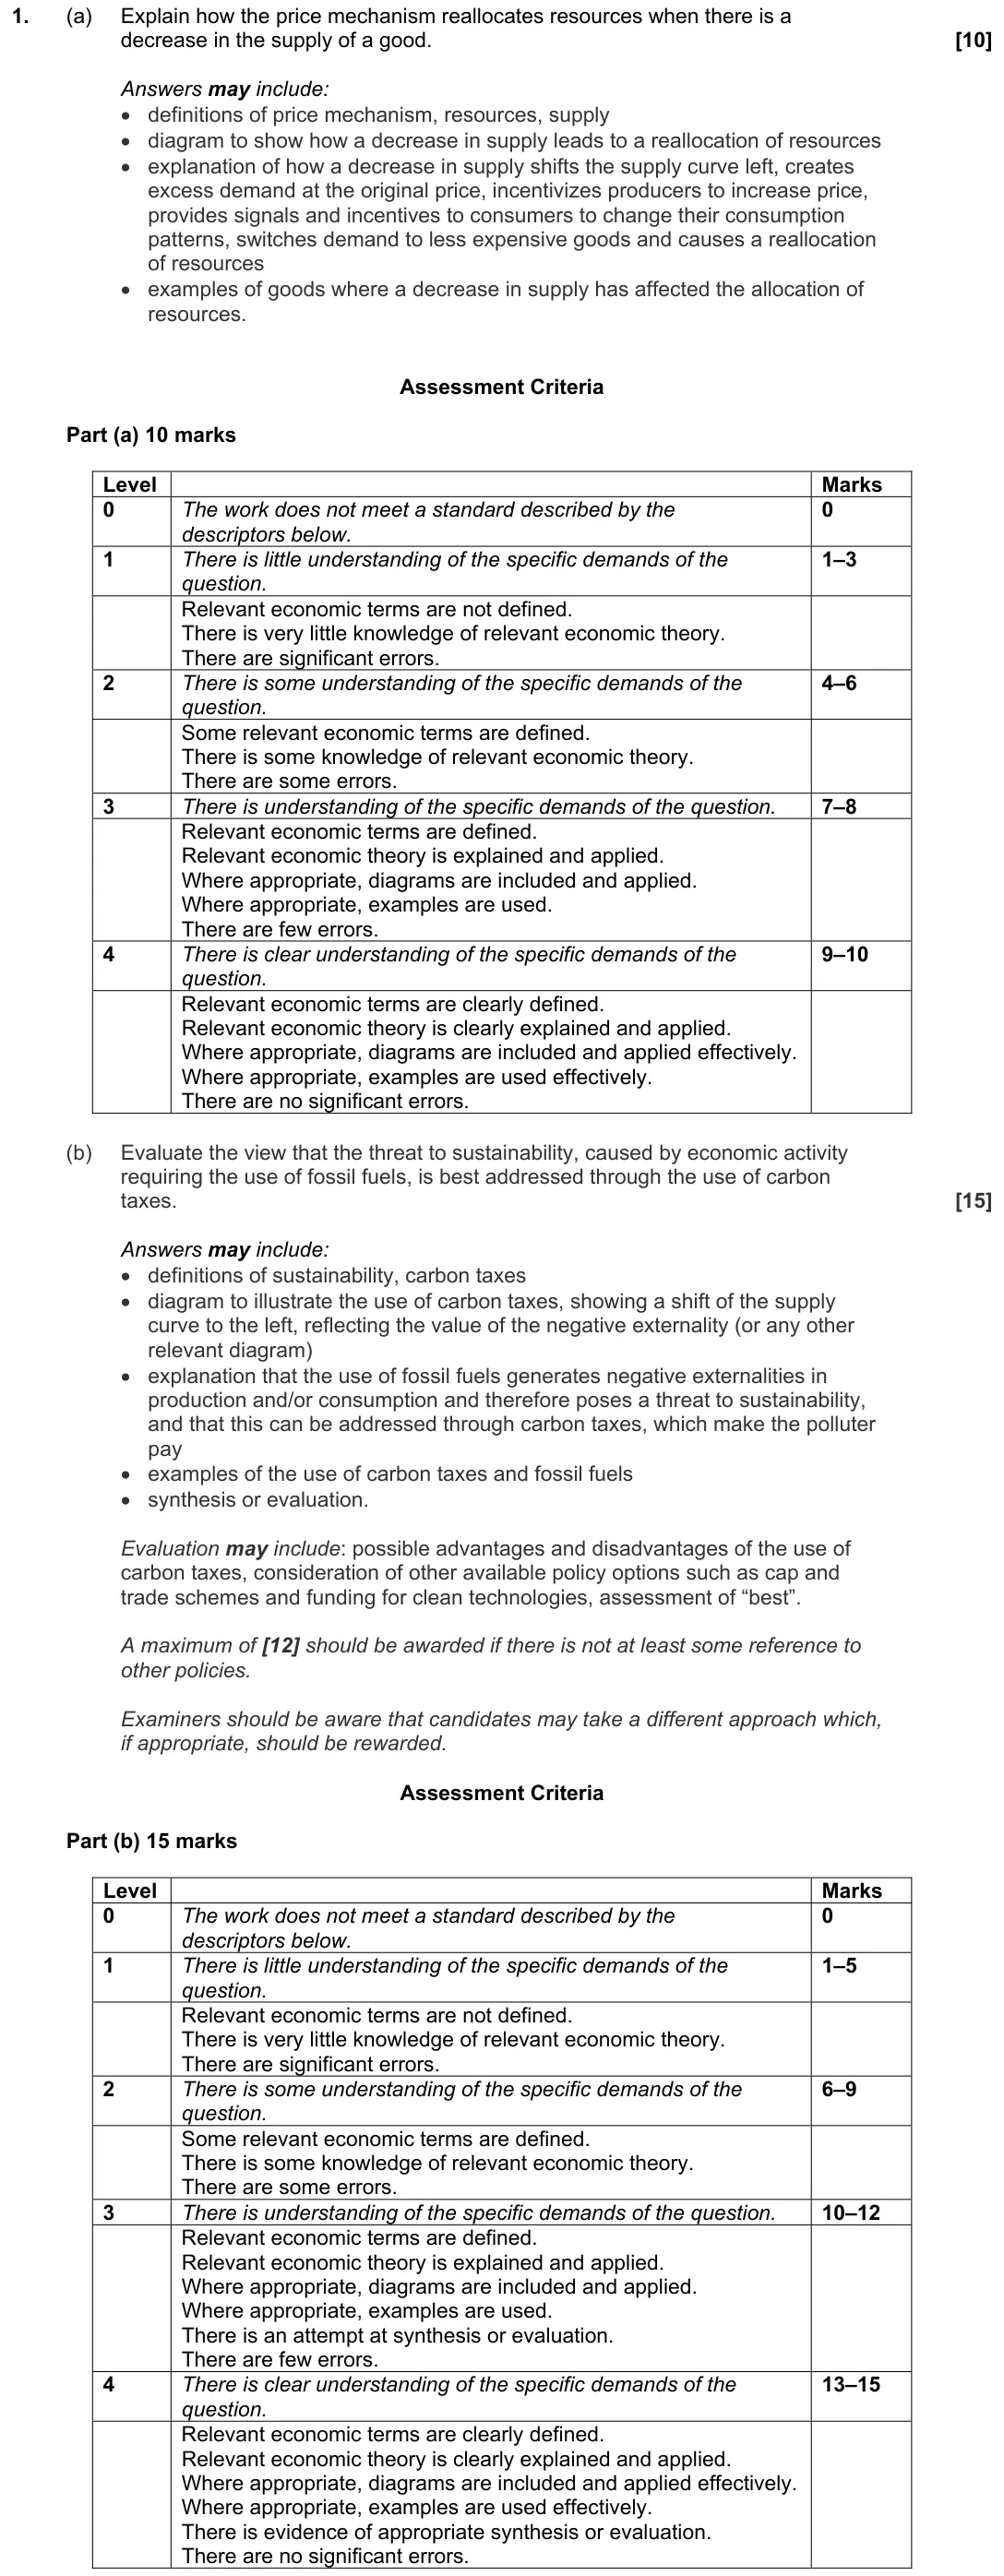 1. (a) Explain how the price mechanism reallocates resources when there is a
decrease in the supply of a good. [10]
Answers may include:
• definitions of price mechanism, resources, supply
• diagram to show how a decrease in supply leads to a reallocation of resources
• explanation of how a decrease in supply shifts the supply curve left, creates
excess demand at the original price, incentivizes producers to increase price,
provides signals and incentives to consumers to change their consumption
patterns, switches demand to less expensive goods and causes a reallocation
of resources
• examples of goods where a decrease in supply has affected the allocation of
resources.
Assessment Criteria
Part (a) 10 marks
Level Marks
0 The work does not meet a standard described by the 0
descriptors below.
1 There is little understanding of the specific demands of the 1–3
question.
Relevant economic terms are not defined.
There is very little knowledge of relevant economic theory.
There are significant errors.
2 There is some understanding of the specific demands of the 4–6
question.
Some relevant economic terms are defined.
There is some knowledge of relevant economic theory.
There are some errors.
3 There is understanding of the specific demands of the question. 7–8
Relevant economic terms are defined.
Relevant economic theory is explained and applied.
Where appropriate, diagrams are included and applied.
Where appropriate, examples are used.
There are few errors.
4 There is clear understanding of the specific demands of the 9–10
question.
Relevant economic terms are clearly defined.
Relevant economic theory is clearly explained and applied.
Where appropriate, diagrams are included and applied effectively.
Where appropriate, examples are used effectively.
There are no significant errors.
(b) Evaluate the view that the threat to sustainability, caused by economic activity
requiring the use of fossil fuels, is best addressed through the use of carbon
taxes. [15]
Answers may include:
• definitions of sustainability, carbon taxes
• diagram to illustrate the use of carbon taxes, showing a shift of the supply
curve to the left, reflecting the value of the negative externality (or any other
relevant diagram)
• explanation that the use of fossil fuels generates negative externalities in
production and/or consumption and therefore poses a threat to sustainability,
and that this can be addressed through carbon taxes, which make the polluter
pay
• examples of the use of carbon taxes and fossil fuels
• synthesis or evaluation.
Evaluation may include: possible advantages and disadvantages of the use of
carbon taxes, consideration of other available policy options such as cap and
trade schemes and funding for clean technologies, assessment of “best”.
A maximum of [12] should be awarded if there is not at least some reference to
other policies.
Examiners should be aware that candidates may take a different approach which,
if appropriate, should be rewarded.
Assessment Criteria
Part (b) 15 marks
Level Marks
0 The work does not meet a standard described by the 0
descriptors below.
1 There is little understanding of the specific demands of the 1–5
question.
Relevant economic terms are not defined.
There is very little knowledge of relevant economic theory.
There are significant errors.
2 There is some understanding of the specific demands of the 6–9
question.
Some relevant economic terms are defined.
There is some knowledge of relevant economic theory.
There are some errors.
3 There is understanding of the specific demands of the question. 10–12
Relevant economic terms are defined.
Relevant economic theory is explained and applied.
Where appropriate, diagrams are included and applied.
Where appropriate, examples are used.
There is an attempt at synthesis or evaluation.
There are few errors.
4 There is clear understanding of the specific demands of the 13–15
question.
Relevant economic terms are clearly defined.
Relevant economic theory is clearly explained and applied.
Where appropriate, diagrams are included and applied effectively.
Where appropriate, examples are used effectively.
There is evidence of appropriate synthesis or evaluation.
There are no significant errors.